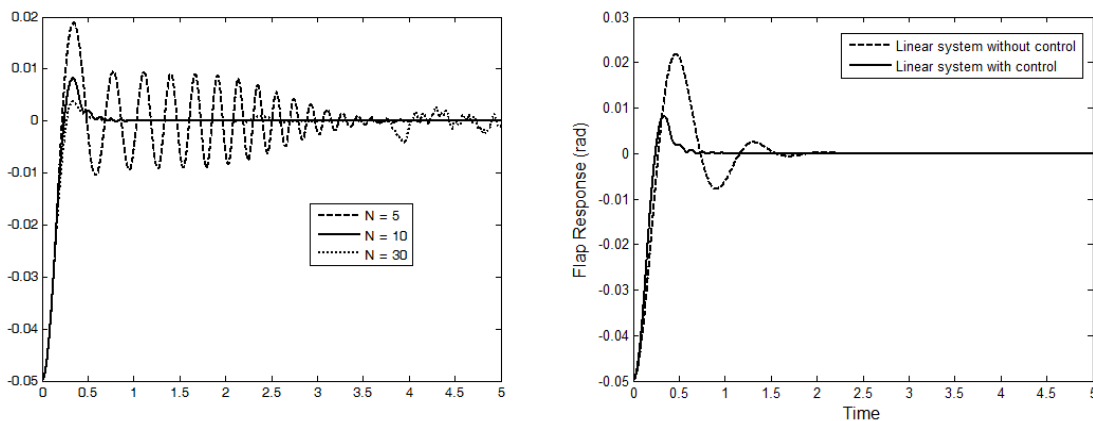 0.02
0.01
0
-0.01
-0.02
-0.03
-0.04
-0.05
0 0.5 1 1.5 2 2.5 3 3.5 4 4.5 5
N = 5
N = 10
N = 30
Flap Response (rad)
0.03
0.02
0.01
0
-0.01
-0.02
-0.03
-0.04
-0.05
0 0.5 1 1.5 2 2.5 3 3.5 4 4.5 5
Time
Linear system without control
Linear system with control